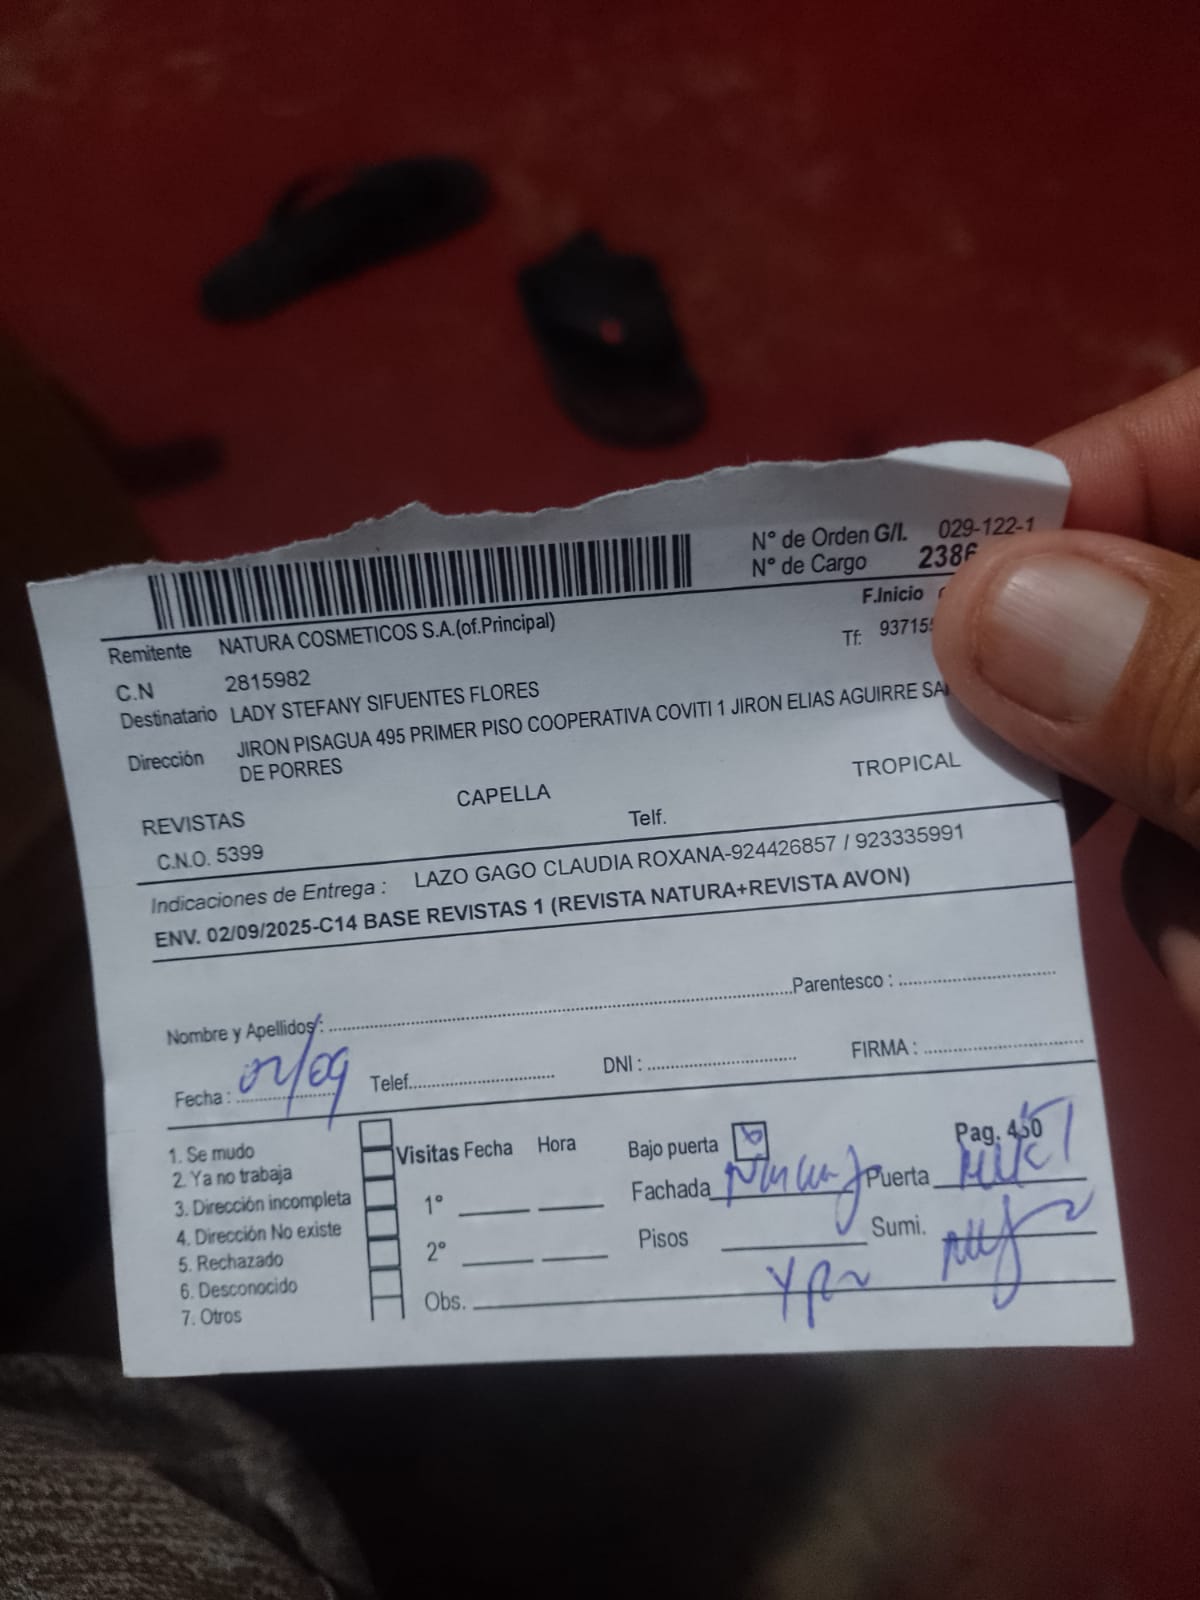 N° de Orden G/I. 029-122-1
N° de Cargo 2386
F.Inicio
Remitente NATURA COSMETICOS S.A.(of.Principal)
Tf: 93715
C.N 2815982
Destinatario LADY STEFANY SIFUENTES FLORES
Dirección JIRON PISAGUA 495 PRIMER PISO COOPERATIVA COVITI 1 JIRON ELIAS AGUIRRE SA
DE PORRES
REVISTAS CAPELLA TROPICAL
C.N.O. 5399 Telf.
Indicaciones de Entrega : LAZO GAGO CLAUDIA ROXANA-924426857 / 923335991
ENV. 02/09/2025-C14 BASE REVISTAS 1 (REVISTA NATURA+REVISTA AVON)
Nombre y Apellidos : Parentesco :
Fecha : 02/09 Telef. DNI : FIRMA :
1. Se mudo
2. Ya no trabaja
3. Dirección incompleta
4. Dirección No existe
5. Rechazado
6. Desconocido
7. Otros
Visitas Fecha Hora
1°
2°
Obs.
Bajo puerta Pag. 450
Fachada Puerta
Pisos Sumi.